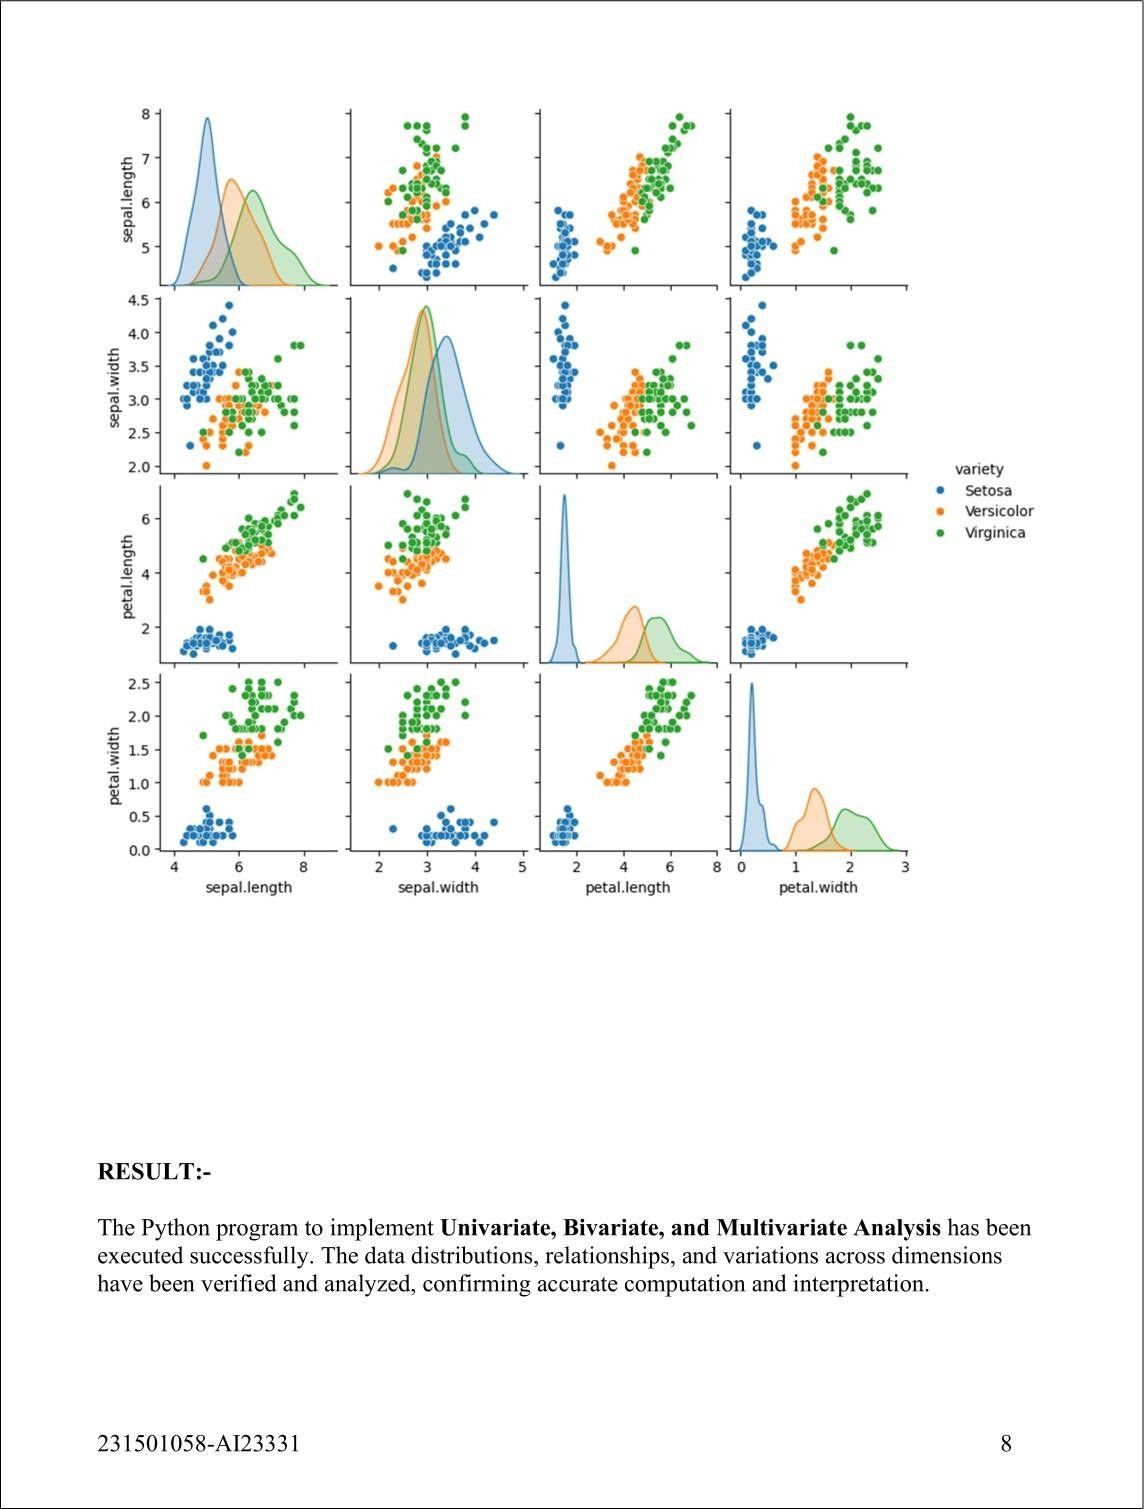 8
7
6
5
sepal.length
4.5
4.0
3.5
3.0
2.5
2.0
sepal.width
variety
Setosa
Versicolor
Virginica
6
4
2
petal.length
2.5
2.0
1.5
1.0
0.5
0.0
petal.width
4 6 8 2 3 4 5 2 4 6 8 0 1 2 3
sepal.length sepal.width petal.length petal.width
RESULT:-
The Python program to implement Univariate, Bivariate, and Multivariate Analysis has been
executed successfully. The data distributions, relationships, and variations across dimensions
have been verified and analyzed, confirming accurate computation and interpretation.
231501058-AI23331 8